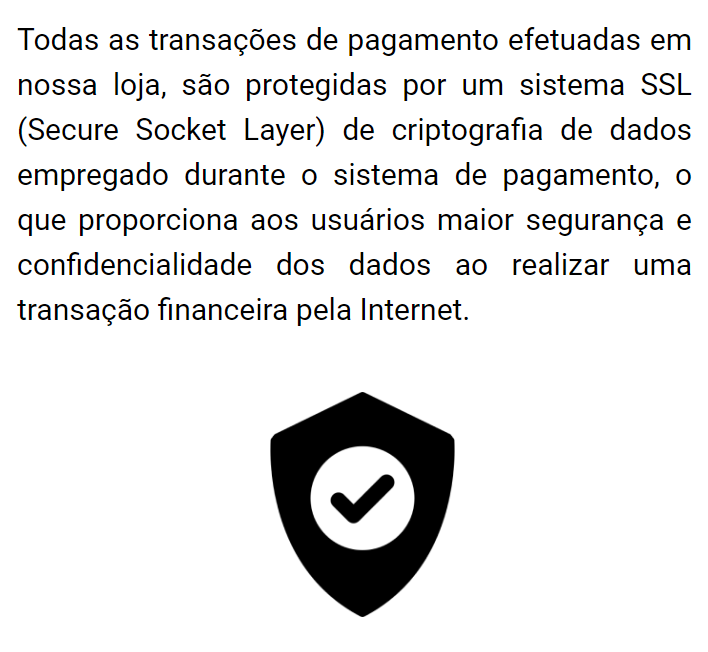 Todas as transações de pagamento efetuadas em
nossa loja, são protegidas por um sistema SSL
(Secure Socket Layer) de criptografia de dados
empregado durante o sistema de pagamento, o
que proporciona aos usuários maior segurança e
confidencialidade dos dados ao realizar uma
transação financeira pela Internet.